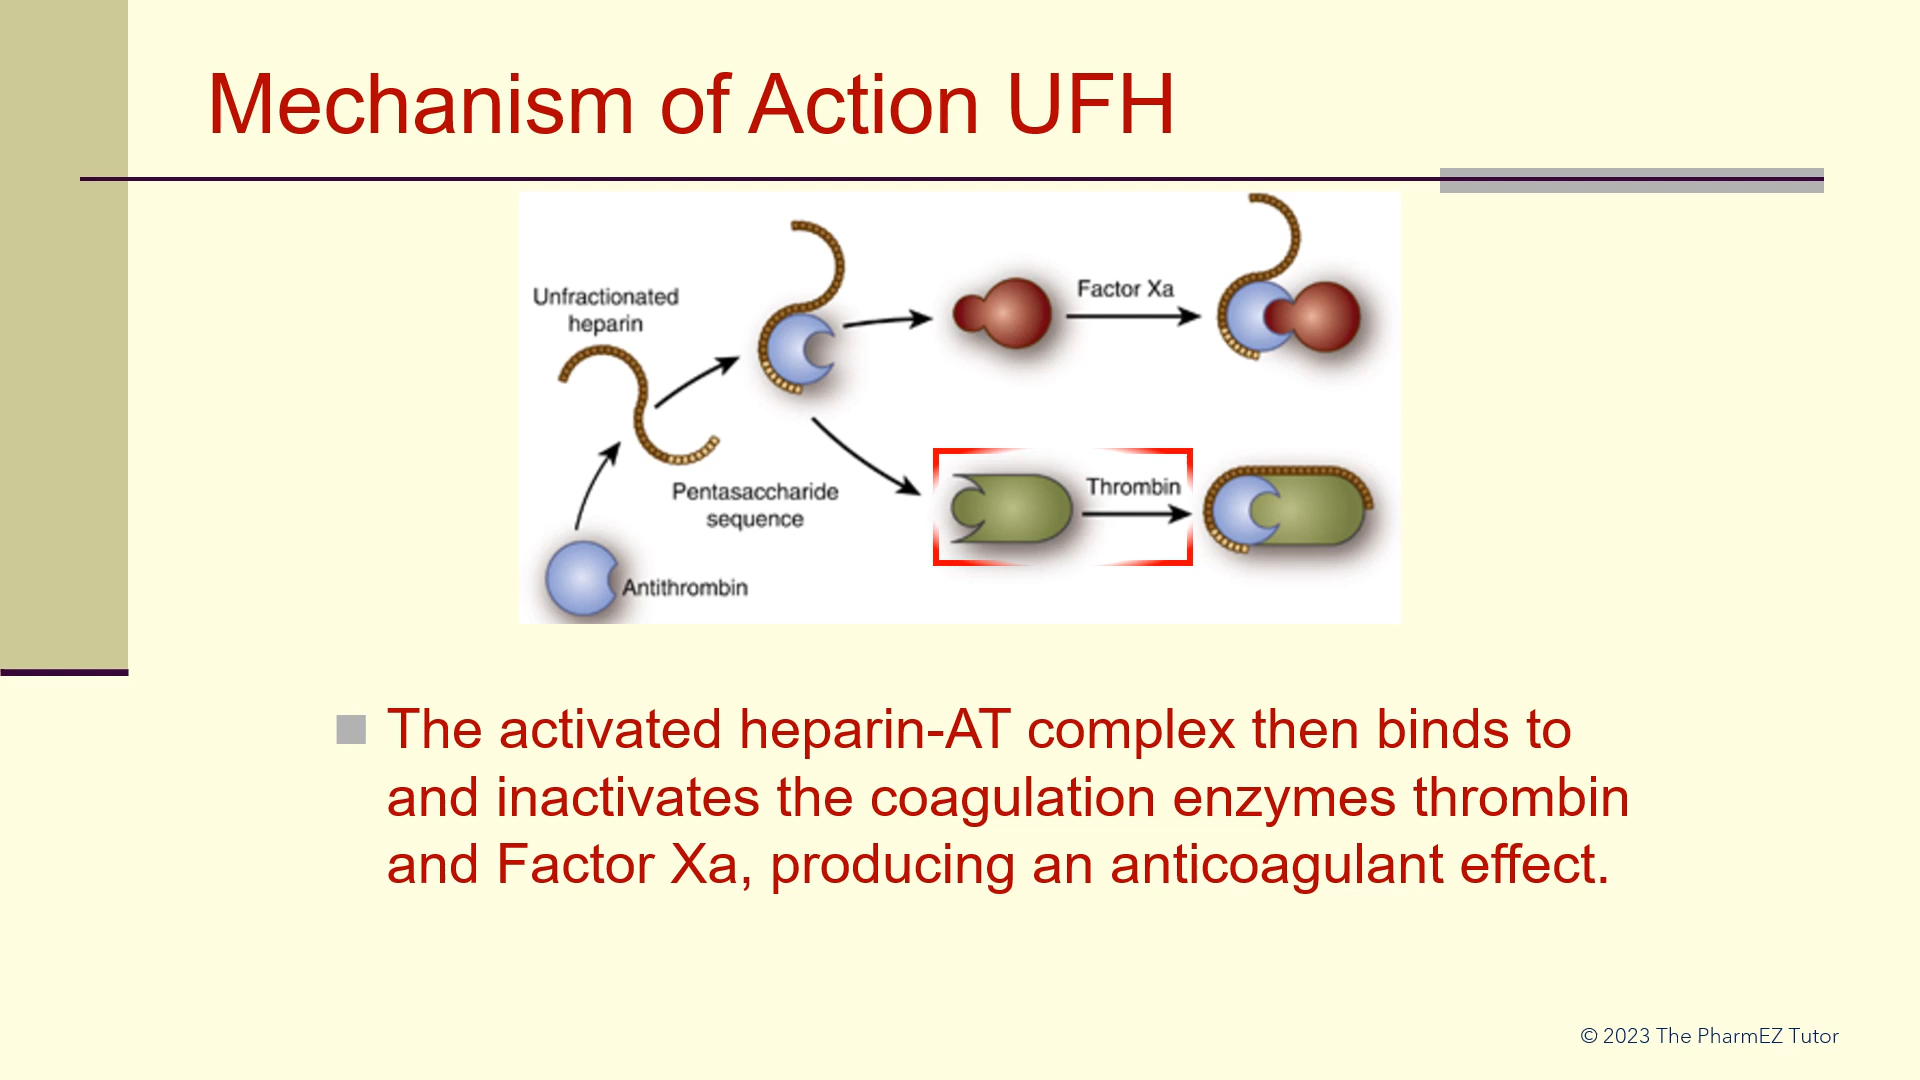 Mechanism of Action UFH
Unfractionated
heparin
Factor Xa
Pentasaccharide
sequence
Thrombin
Antithrombin
The activated heparin-AT complex then binds to
and inactivates the coagulation enzymes thrombin
and Factor Xa, producing an anticoagulant effect.
© 2023 The PharmEZ Tutor